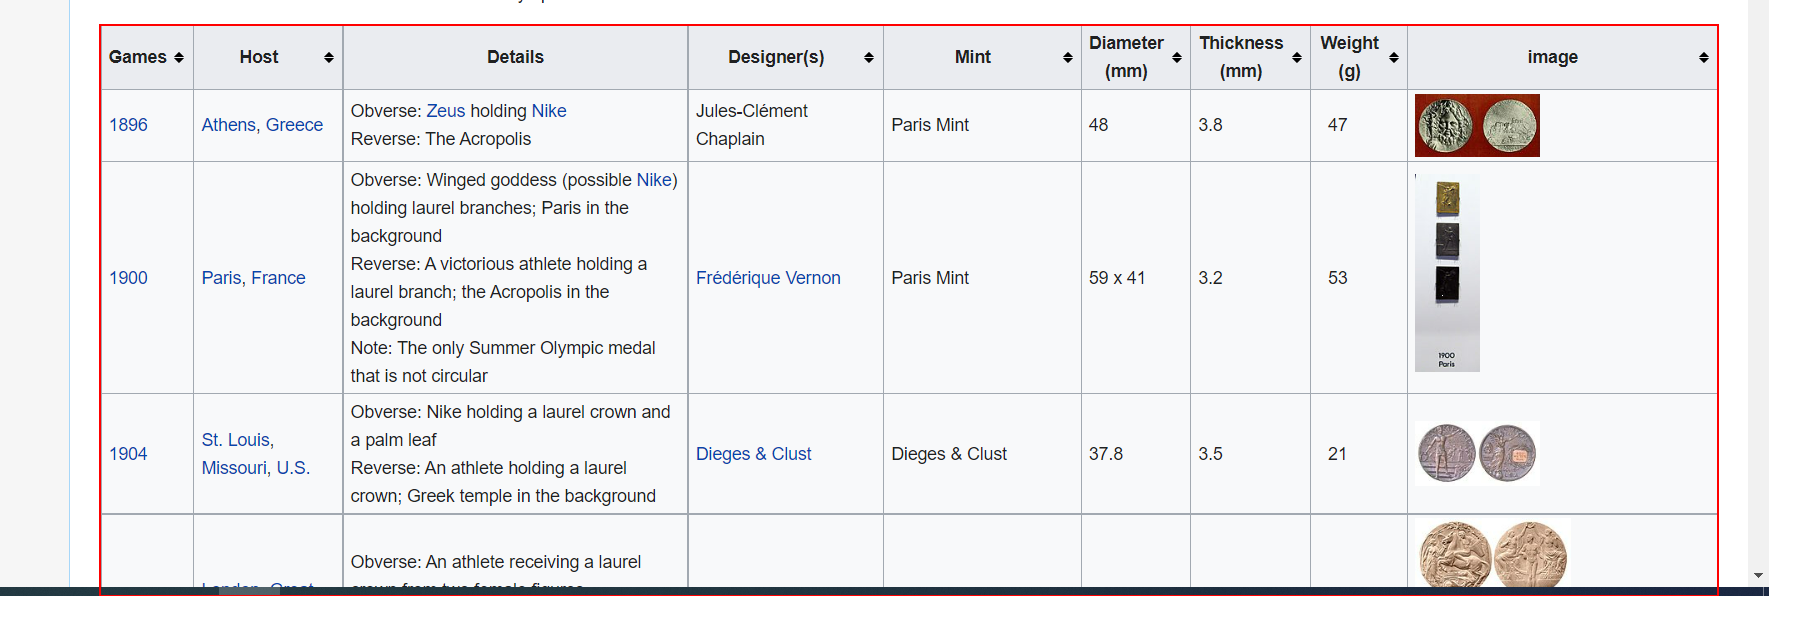 Games Host Details Designer(s) Mint Diameter (mm) Thickness (mm) Weight (g) image
1896
Athens, Greece
Obverse: Zeus holding Nike
Reverse: The Acropolis
Jules-Clément
Chaplain
Paris Mint
48
3.8
47
1900
Paris, France
Obverse: Winged goddess (possible Nike)
holding laurel branches; Paris in the
background
Reverse: A victorious athlete holding a
laurel branch; the Acropolis in the
background
Note: The only Summer Olympic medal
that is not circular
Frédérique Vernon
Paris Mint
59 x 41
3.2
53
1900
Paris
1904
St. Louis,
Missouri, U.S.
Obverse: Nike holding a laurel crown and
a palm leaf
Reverse: An athlete holding a laurel
crown; Greek temple in the background
Dieges & Clust
Dieges & Clust
37.8
3.5
21
Obverse: An athlete receiving a laurel